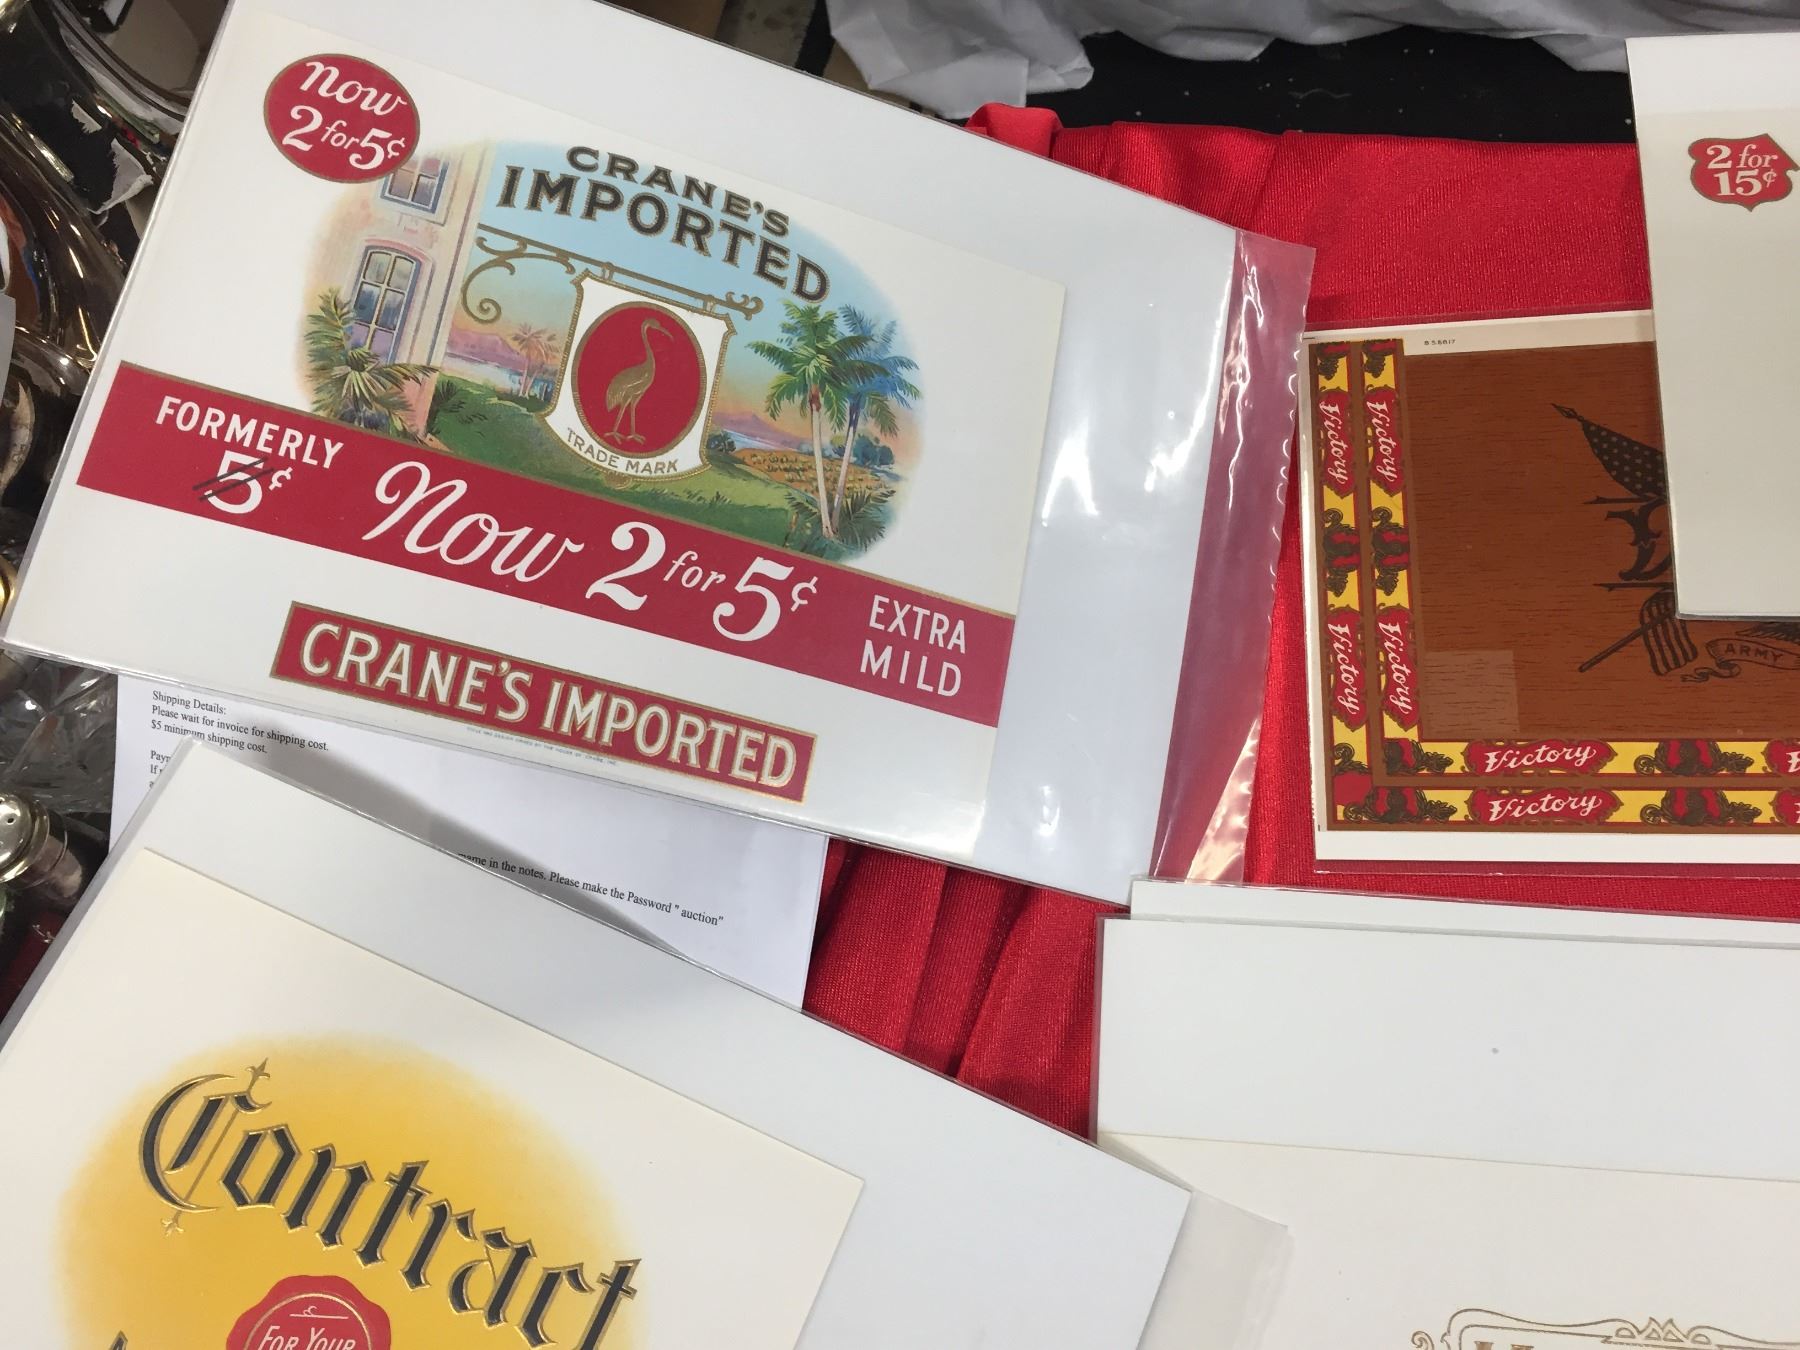 Now
2 for 5¢
CRANE'S
IMPORTED
TRADE MARK
FORMERLY
5¢
Now 2 for 5¢
EXTRA
MILD
CRANE'S IMPORTED
2 for
15¢
Victory
Victory
Victory
Victory
ARMY
Victory
Victory
Shipping Details:
Please wait for invoice for shipping cost.
$5 minimum shipping cost.
name in the notes. Please make the Password " auction"
Contract
FOR YOUR